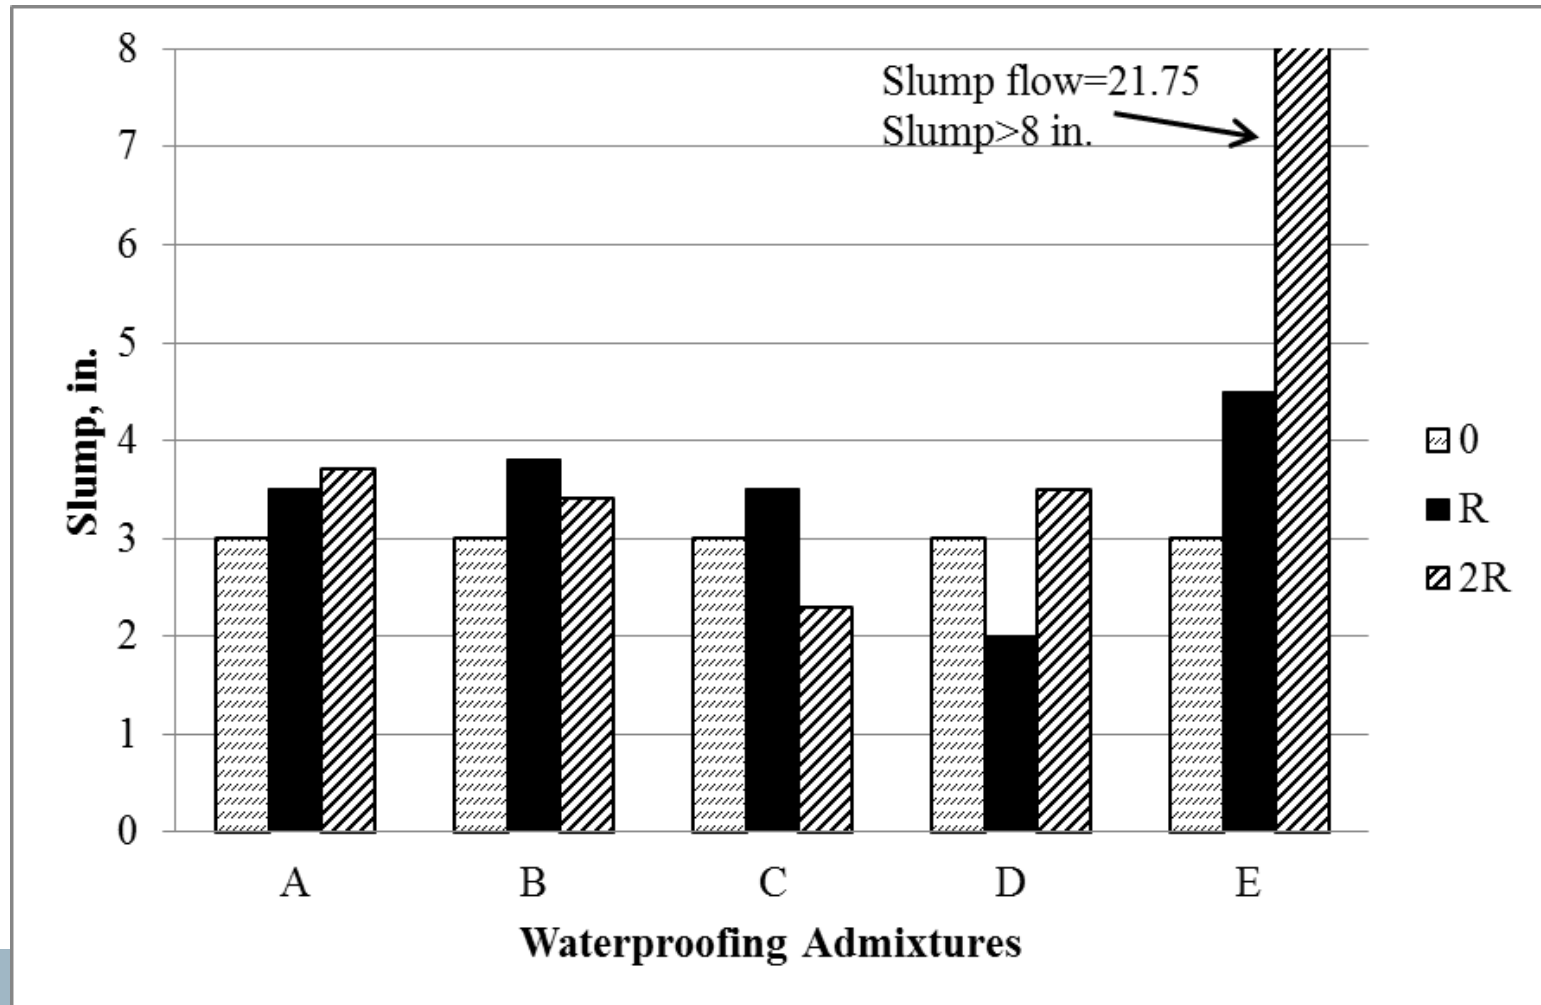 8
Slump flow=21.75
Slump>8 in.
7
6
5
4
3
2
1
0
Slump, in.
0
R
2R
A B C D E
Waterproofing Admixtures